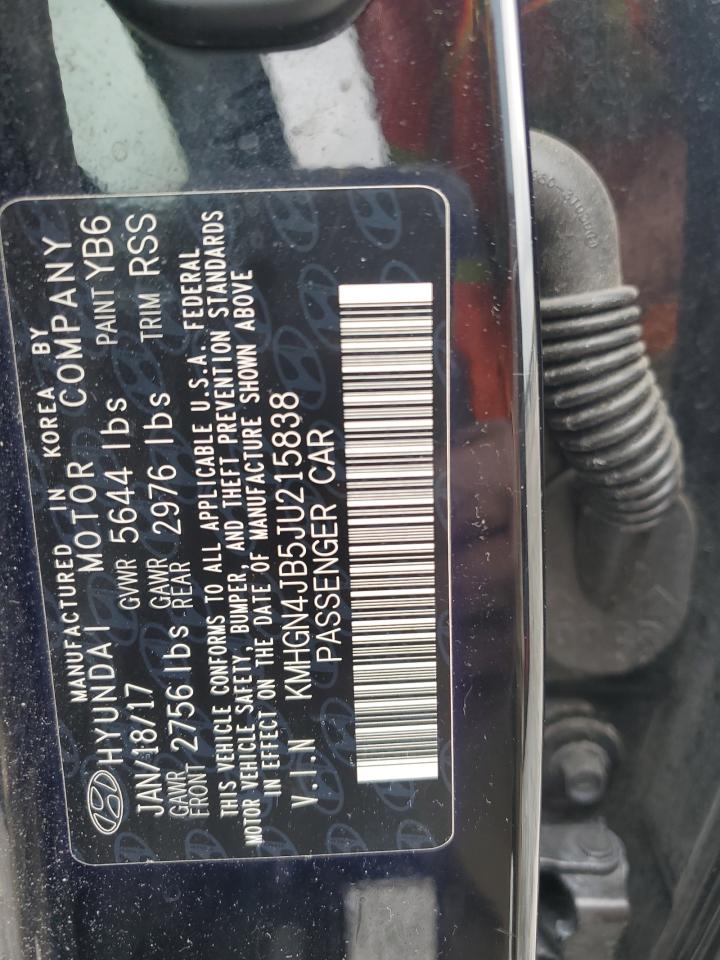 MANUFACTURED IN KOREA BY
HYUNDAI MOTOR COMPANY
JAN/18/17 GVWR 5644 lbs PAINT YB6
GAWR FRONT 2756 lbs GAWR REAR 2976 lbs TRIM RSS
THIS VEHICLE CONFORMS TO ALL APPLICABLE U.S.A. FEDERAL
MOTOR VEHICLE SAFETY, BUMPER, AND THEFT PREVENTION STANDARDS
IN EFFECT ON THE DATE OF MANUFACTURE SHOWN ABOVE
V.I.N KMHGN4JB5JU215838
PASSENGER CAR